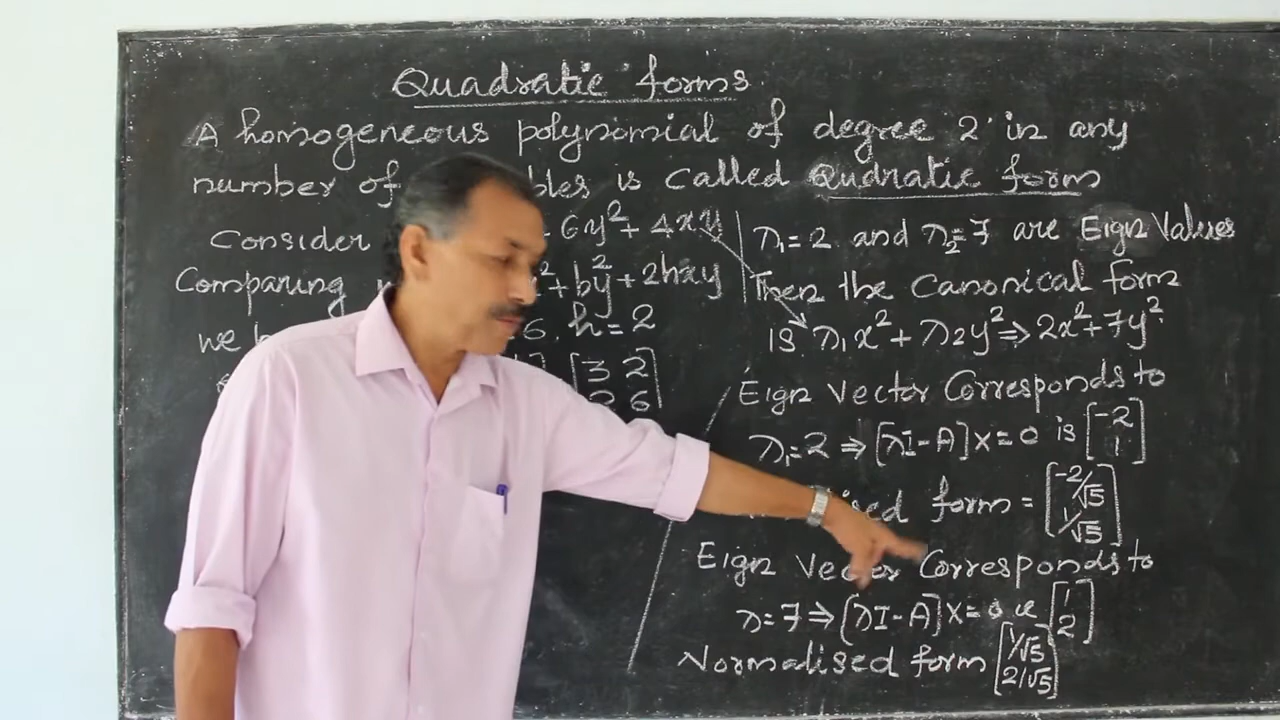 Quadratic forms
A homogeneous polynomial of degree 2 in any
number of bles is called Qudratic form
Consider 6y²+ 4xy
Comparing ²+by²+2hxy
we 6. h=2
[3 2
6]
λ₁=2 and λ₂=7 are Eign Values
Then the Canonical form
is λ₁x²+λ2y²⇒2x²+7y²
Eign Vector Corresponds to
λ₁=2 ⇒ [λI-A]X=0 is [-2
1]
sed form = [-2/√5
1/√5]
Eign Vector Corresponds to
λ=7⇒[λI-A]X=0 ie [1
2]
Normalised form [1/√5
2/√5]